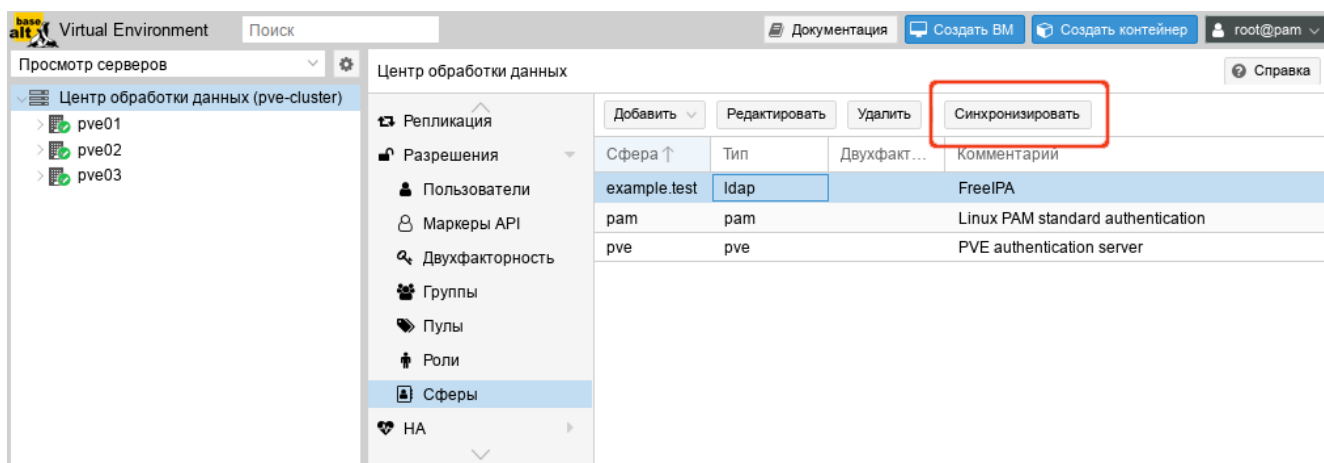 base alt Virtual Environment Поиск Документация Создать ВМ Создать контейнер root@pam
Просмотр серверов
Центр обработки данных (pve-cluster)
pve01
pve02
pve03
Центр обработки данных Справка
Репликация
Разрешения
Пользователи
Маркеры API
Двухфакторность
Группы
Пулы
Роли
Сферы
HA
Добавить Редактировать Удалить Синхронизировать
Сфера Тип Двухфакт... Комментарий
example.test ldap FreeIPA
pam pam Linux PAM standard authentication
pve pve PVE authentication server